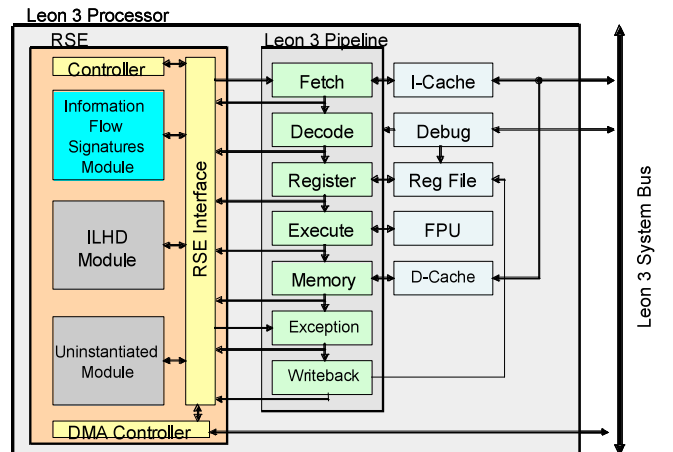 Leon 3 Processor
RSE
Controller
Information
Flow
Signatures
Module
ILHD
Module
Uninstantiated
Module
DMA Controller
RSE Interface
Leon 3 Pipeline
Fetch
Decode
Register
Execute
Memory
Exception
Writeback
I-Cache
Debug
Reg File
FPU
D-Cache
Leon 3 System Bus